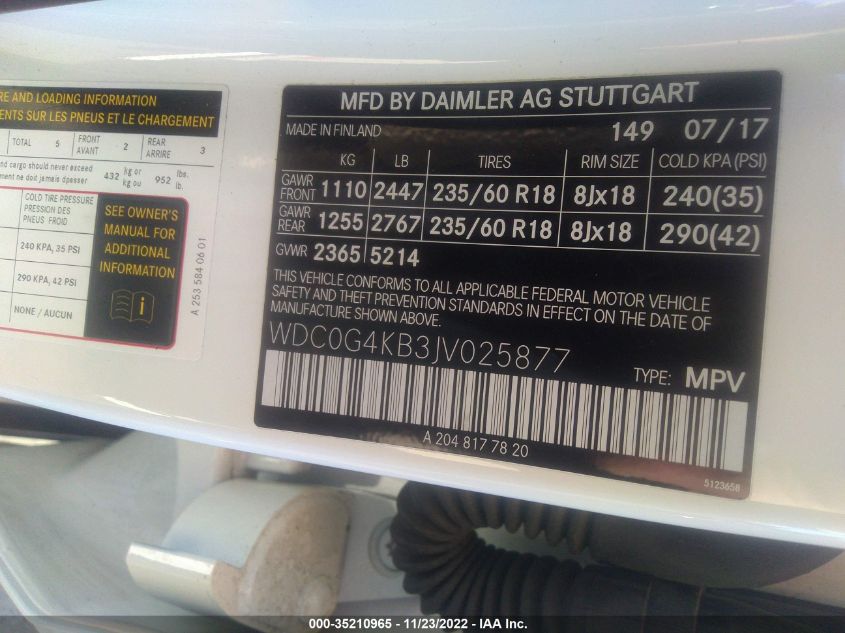 RE AND LOADING INFORMATION
ENTS SUR LES PNEUS ET LE CHARGEMENT
TOTAL 5 FRONT AVANT 2 REAR ARRIÈRE 3
nd cargo should never exceed
ement ne doit jamais dpasser
432 kg or kg ou 952 lbs. lb.
COLD TIRE PRESSURE
PRESSION DES
PNEUS FROID
240 KPA, 35 PSI
290 KPA, 42 PSI
NONE / AUCUN
SEE OWNER'S
MANUAL FOR
ADDITIONAL
INFORMATION
i
A 253 584 06 01
MFD BY DAIMLER AG STUTTGART
MADE IN FINLAND 149 07/17
KG LB TIRES RIM SIZE COLD KPA (PSI)
GAWR FRONT 1110 2447 235/60 R18 8Jx18 240(35)
GAWR REAR 1255 2767 235/60 R18 8Jx18 290(42)
GVWR 2365 5214
THIS VEHICLE CONFORMS TO ALL APPLICABLE FEDERAL MOTOR VEHICLE
SAFETY AND THEFT PREVENTION STANDARDS IN EFFECT ON THE DATE OF
MANUFACTURE SHOWN ABOVE.
WDC0G4KB3JV025877
TYPE: MPV
A 204 817 78 20
5123658
000-35210965 - 11/23/2022 - IAA Inc.